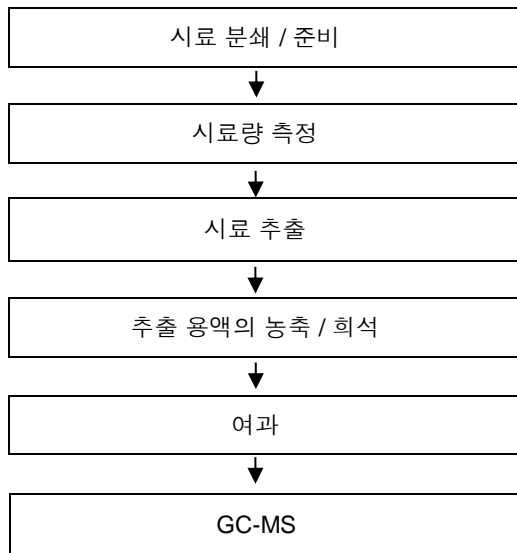 시료 분쇄 / 준비
시료량 측정
시료 추출
추출 용액의 농축 / 희석
여과
GC-MS